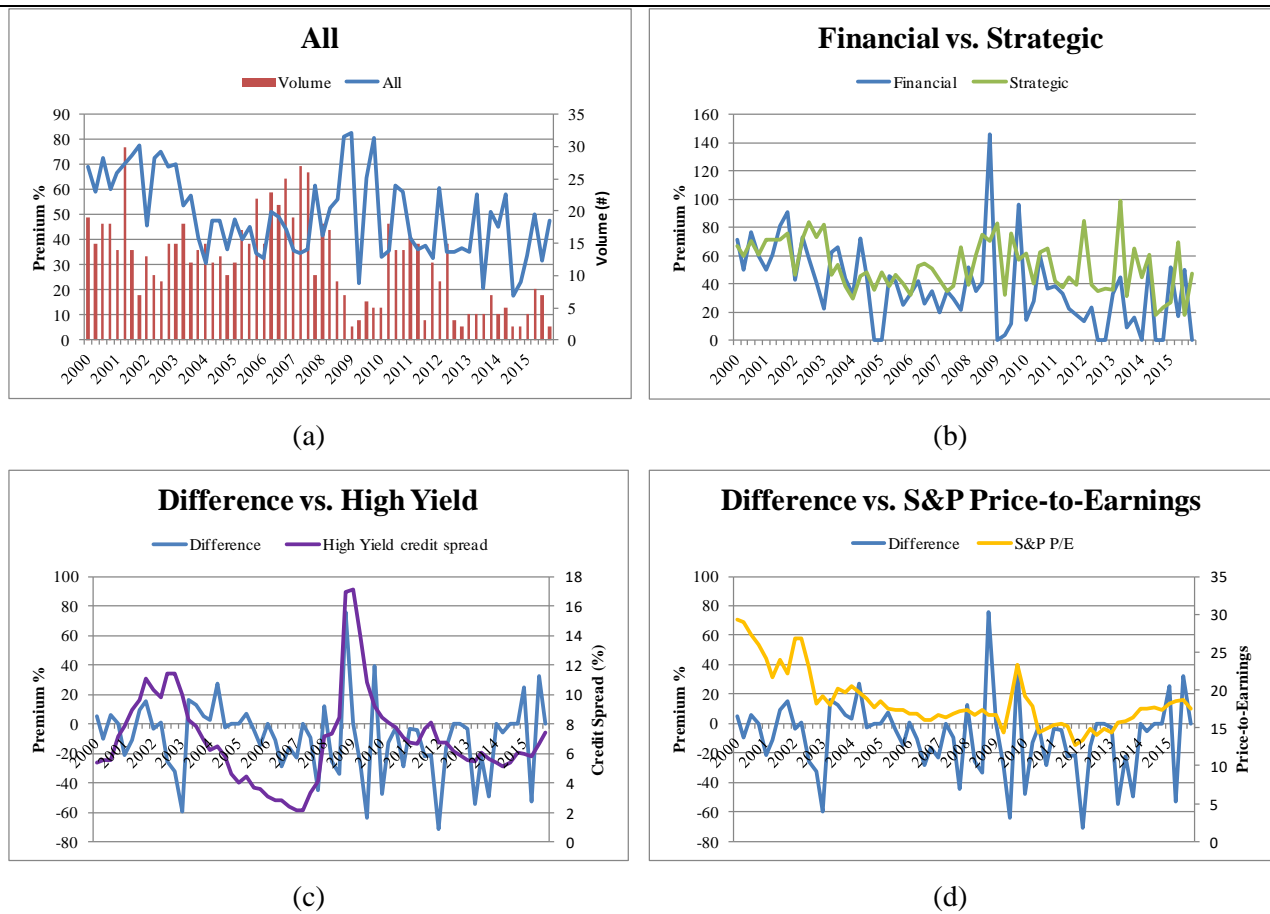 All
Volume All
90
80
70
60
50
40
30
20
10
0
Premium %
35
30
25
20
15
10
5
0
Volume (#)
2000 2001 2002 2003 2004 2005 2006 2007 2008 2009 2010 2011 2012 2013 2014 2015
(a)
Financial vs. Strategic
Financial Strategic
160
140
120
100
80
60
40
20
0
Premium %
2000 2001 2002 2003 2004 2005 2006 2007 2008 2009 2010 2011 2012 2013 2014 2015
(b)
Difference vs. High Yield
Difference High Yield credit spread
100
80
60
40
20
0
-20
-40
-60
-80
Premium %
18
16
14
12
10
8
6
4
2
0
Credit Spread (%)
2000 2001 2002 2003 2004 2005 2006 2007 2008 2009 2010 2011 2012 2013 2014 2015
(c)
Difference vs. S&P Price-to-Earnings
Difference S&P P/E
100
80
60
40
20
0
-20
-40
-60
-80
Premium %
35
30
25
20
15
10
5
0
Price-to-Earnings
2000 2001 2002 2003 2004 2005 2006 2007 2008 2009 2010 2011 2012 2013 2014 2015
(d)